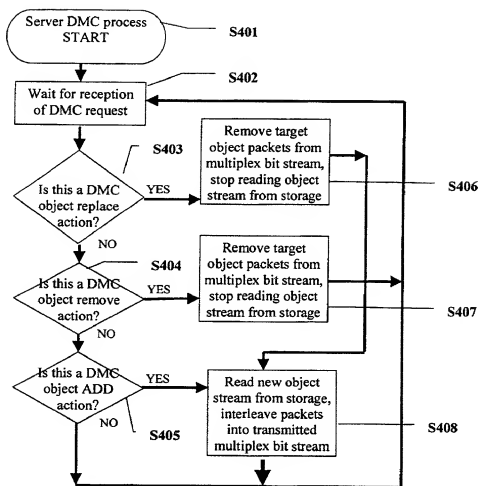 Server DMC process
START
S401
S402
Wait for reception
of DMC request
S403
Is this a DMC
object replace
action?
YES
NO
Remove target
object packets from
multiplex bit stream,
stop reading object
stream from storage
S406
S404
Is this a DMC
object remove
action?
YES
NO
Remove target
object packets from
multiplex bit stream,
stop reading object
stream from storage
S407
Is this a DMC
object ADD
action?
YES
NO
S405
Read new object
stream from storage,
interleave packets
into transmitted
multiplex bit stream
S408